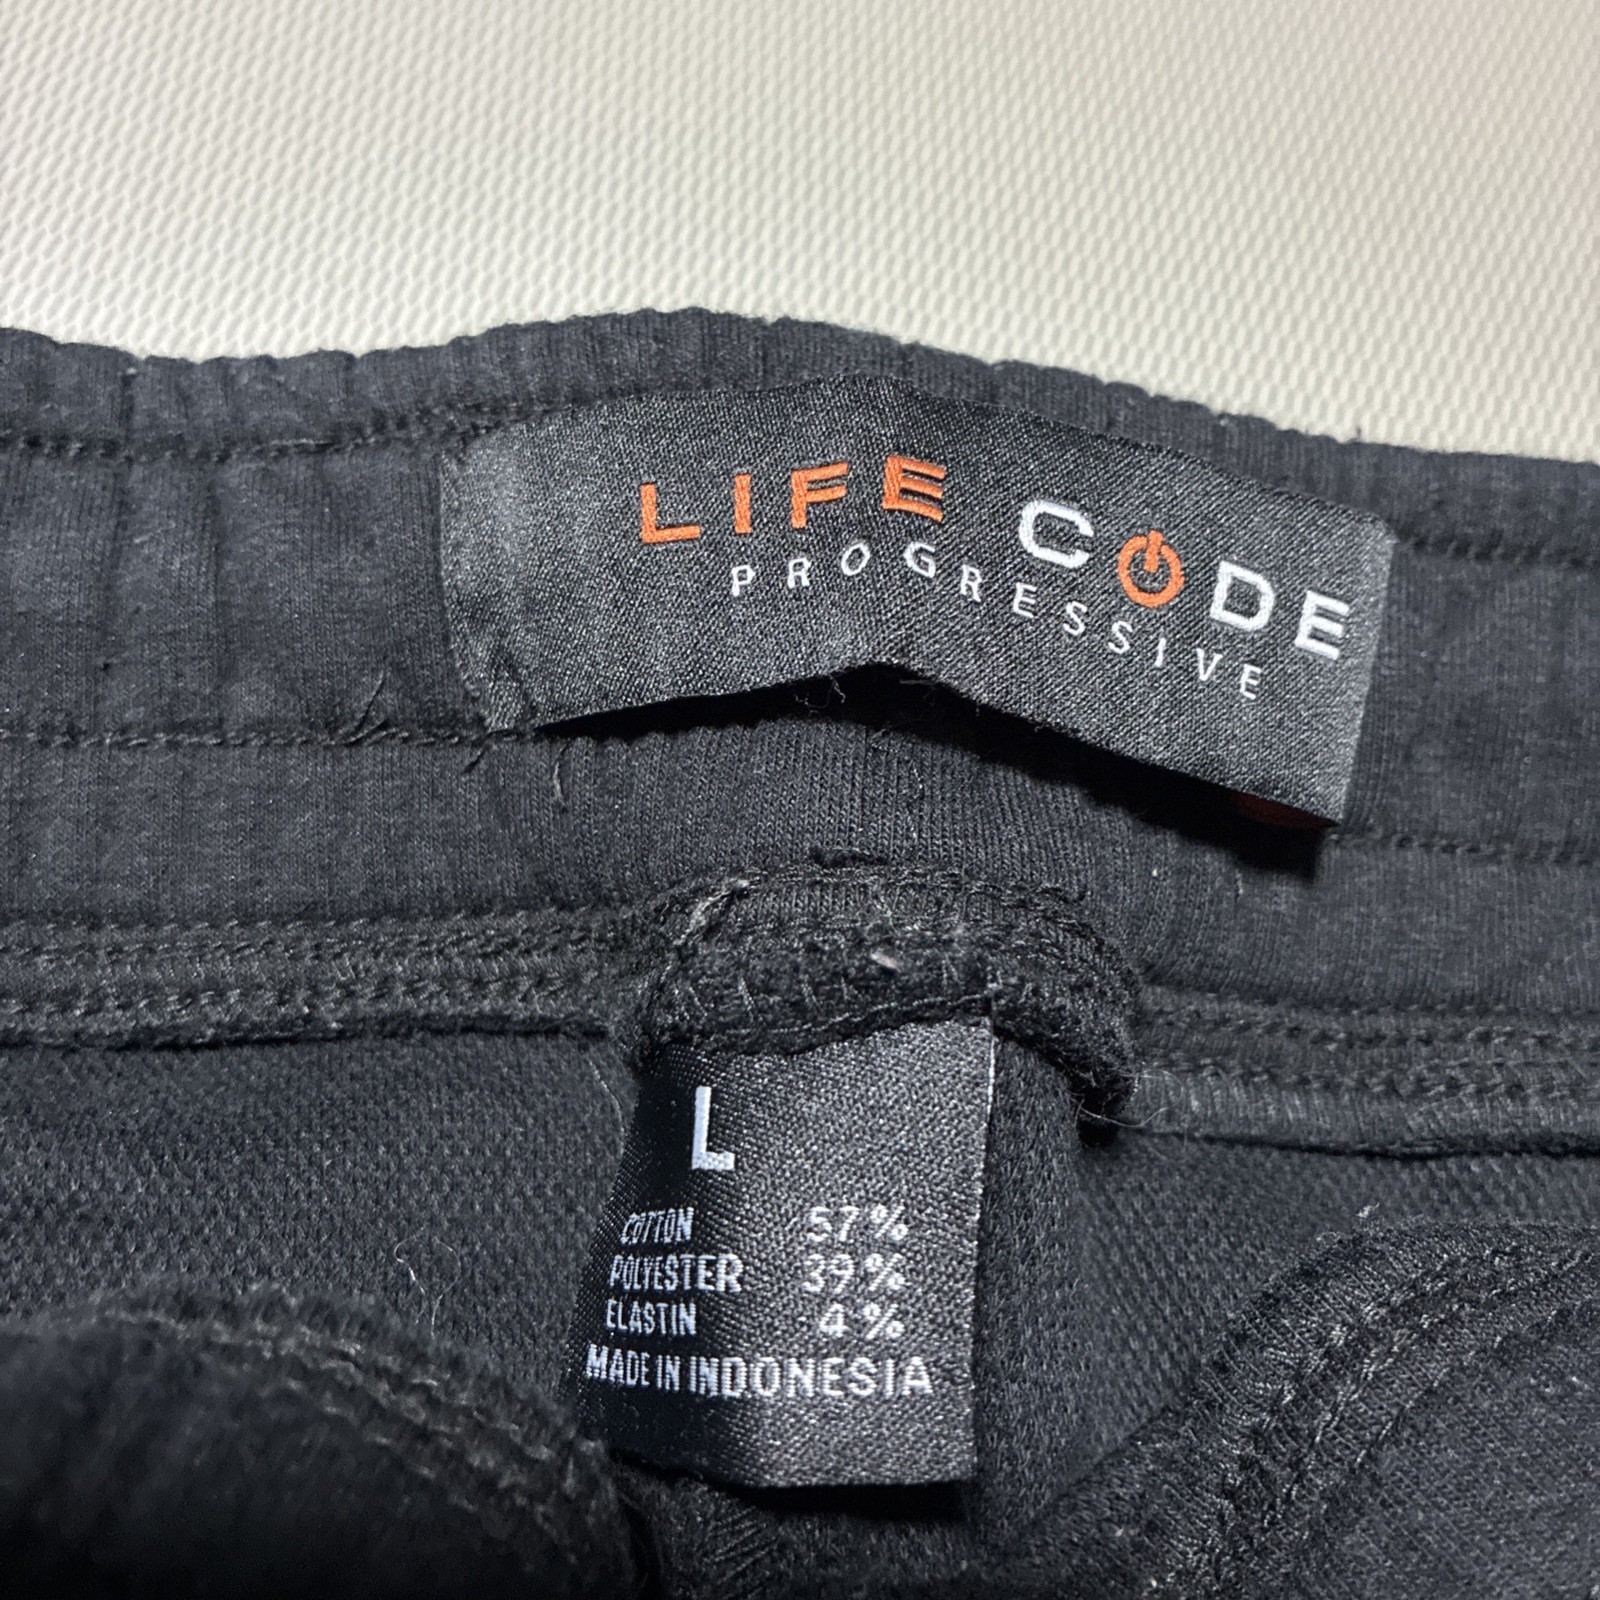 LIFE CODE
PROGRESSIVE
L
COTTON 57%
POLYESTER 39%
ELASTIN 4%
MADE IN INDONESIA